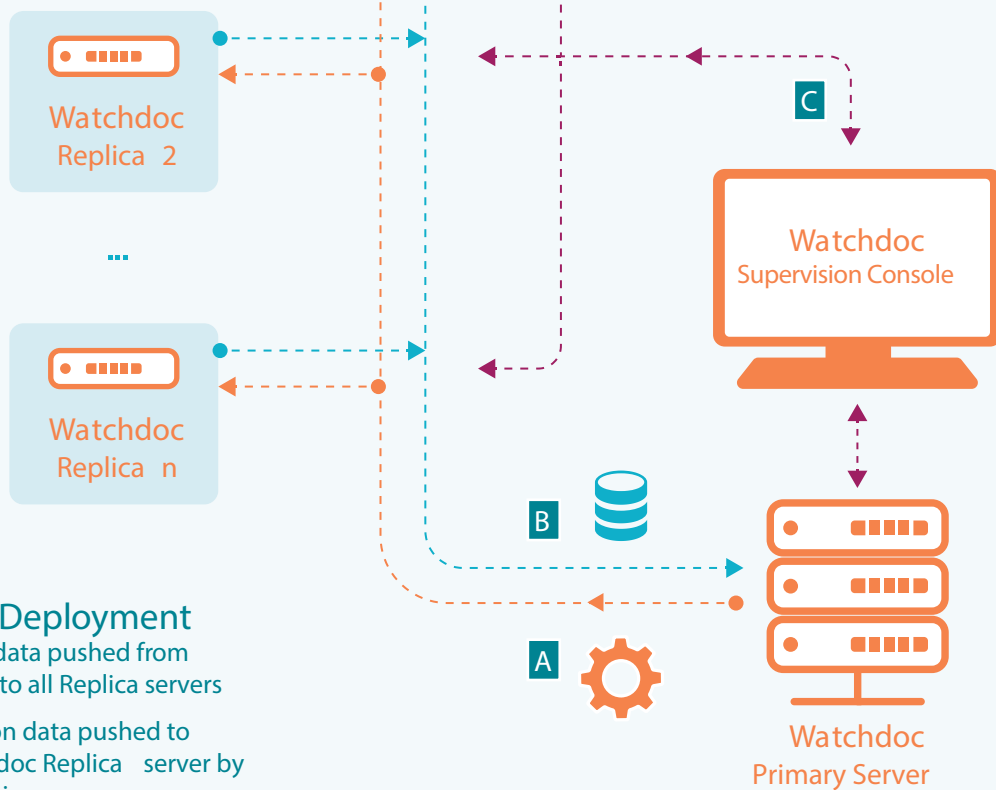 Watchdoc
Replica 2
C
Watchdoc
Supervision Console
...
Watchdoc
Replica n
B
Deployment
data pushed from
to all Replica servers
A
on data pushed to
doc Replica server by
Watchdoc
Primary Server